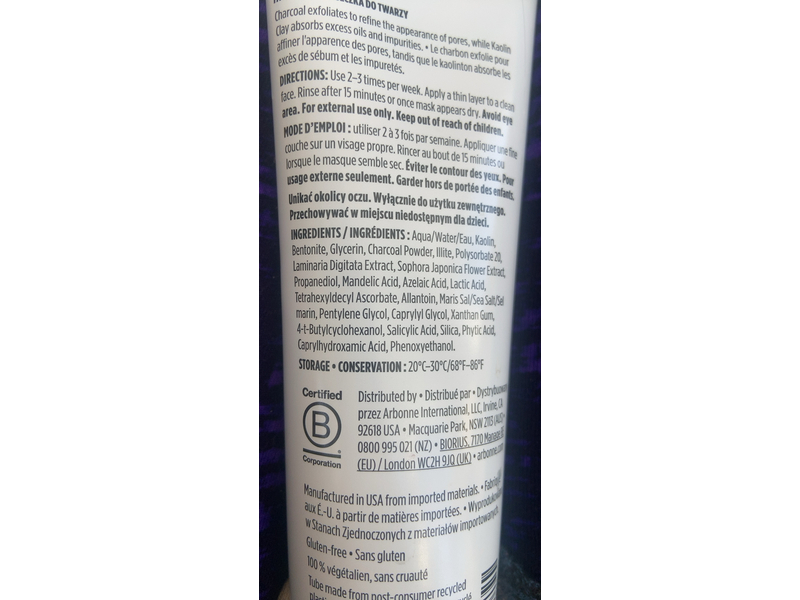 DO TWARZY
Charcoal exfoliates to refine the appearance of pores, while Kaolin
Clay absorbs excess oils and impurities. • Le charbon exfolie pour
affiner l'apparence des pores, tandis que le kaolinton absorbe les
excès de sébum et les impuretés.
DIRECTIONS: Use 2–3 times per week. Apply a thin layer to a clean
face. Rinse after 15 minutes or once mask appears dry. Avoid eye
area. For external use only. Keep out of reach of children.
MODE D'EMPLOI : utiliser 2 à 3 fois par semaine. Appliquer une fine
couche sur un visage propre. Rincer au bout de 15 minutes ou
lorsque le masque semble sec. Éviter le contour des yeux. Pour
usage externe seulement. Garder hors de portée des enfants.
Unikać okolicy oczu. Wyłącznie do użytku zewnętrznego.
Przechowywać w miejscu niedostępnym dla dzieci.
INGREDIENTS / INGRÉDIENTS : Aqua/Water/Eau, Kaolin,
Bentonite, Glycerin, Charcoal Powder, Illite, Polysorbate 20,
Laminaria Digitata Extract, Sophora Japonica Flower Extract,
Propanediol, Mandelic Acid, Azelaic Acid, Lactic Acid,
Tetrahexyldecyl Ascorbate, Allantoin, Maris Sal/Sea Salt/Sel
marin, Pentylene Glycol, Caprylyl Glycol, Xanthan Gum,
4-t-Butylcyclohexanol, Salicylic Acid, Silica, Phytic Acid,
Caprylhydroxamic Acid, Phenoxyethanol.
STORAGE • CONSERVATION : 20°C–30°C/68°F–86°F
Certified
B
®
Corporation
Distributed by • Distribué par • Dystrybuowany
przez Arbonne International, LLC, Irvine, CA
92618 USA • Macquarie Park, NSW 2113 (AUS) •
0800 995 021 (NZ) • BIORIUS, 7170 Manage BE
(EU) / London WC2H 9JQ (UK) • arbonne.com
Manufactured in USA from imported materials. • Fabriqué
aux É.-U. à partir de matières importées. • Wyprodukowano
w Stanach Zjednoczonych z materiałów importowanych.
Gluten-free • Sans gluten
100 % végétalien, sans cruauté
Tube made from post-consumer recycled